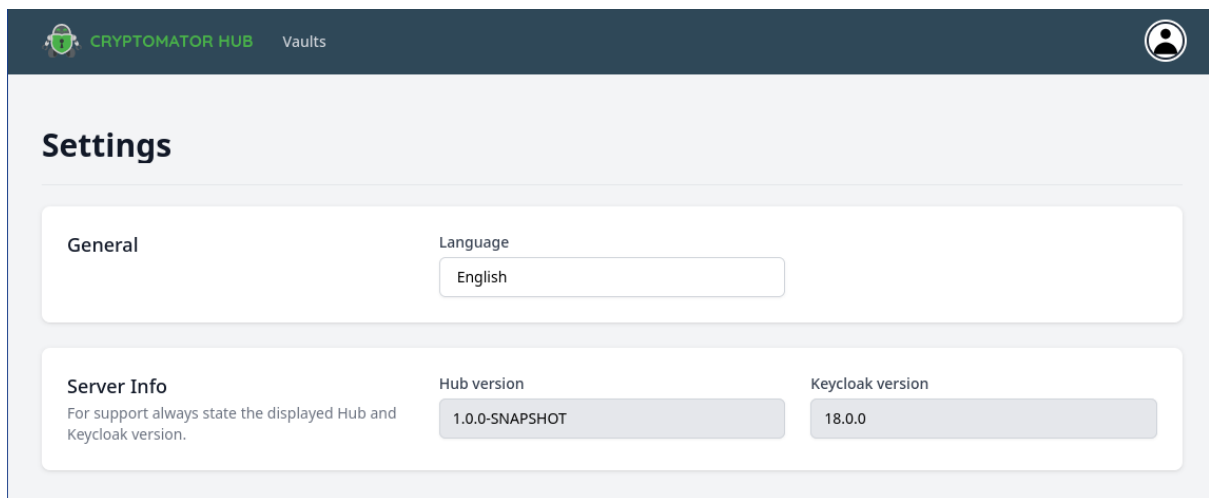 CRYPTOMATOR HUB Vaults
Settings
General
Language
English
Server Info
For support always state the displayed Hub and
Keycloak version.
Hub version
1.0.0-SNAPSHOT
Keycloak version
18.0.0